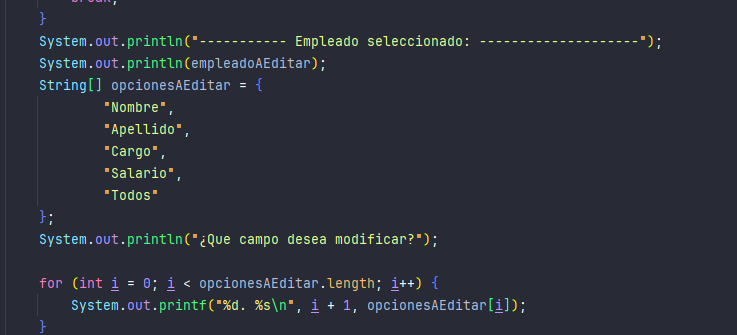 break;
}
System.out.println("----------- Empleado seleccionado: --------------------");
System.out.println(empleadoAEditar);
String[] opcionesAEditar = {
"Nombre",
"Apellido",
"Cargo",
"Salario",
"Todos"
};
System.out.println("¿Que campo desea modificar?");
for (int i = 0; i < opcionesAEditar.length; i++) {
System.out.printf("%d. %s\n", i + 1, opcionesAEditar[i]);
}